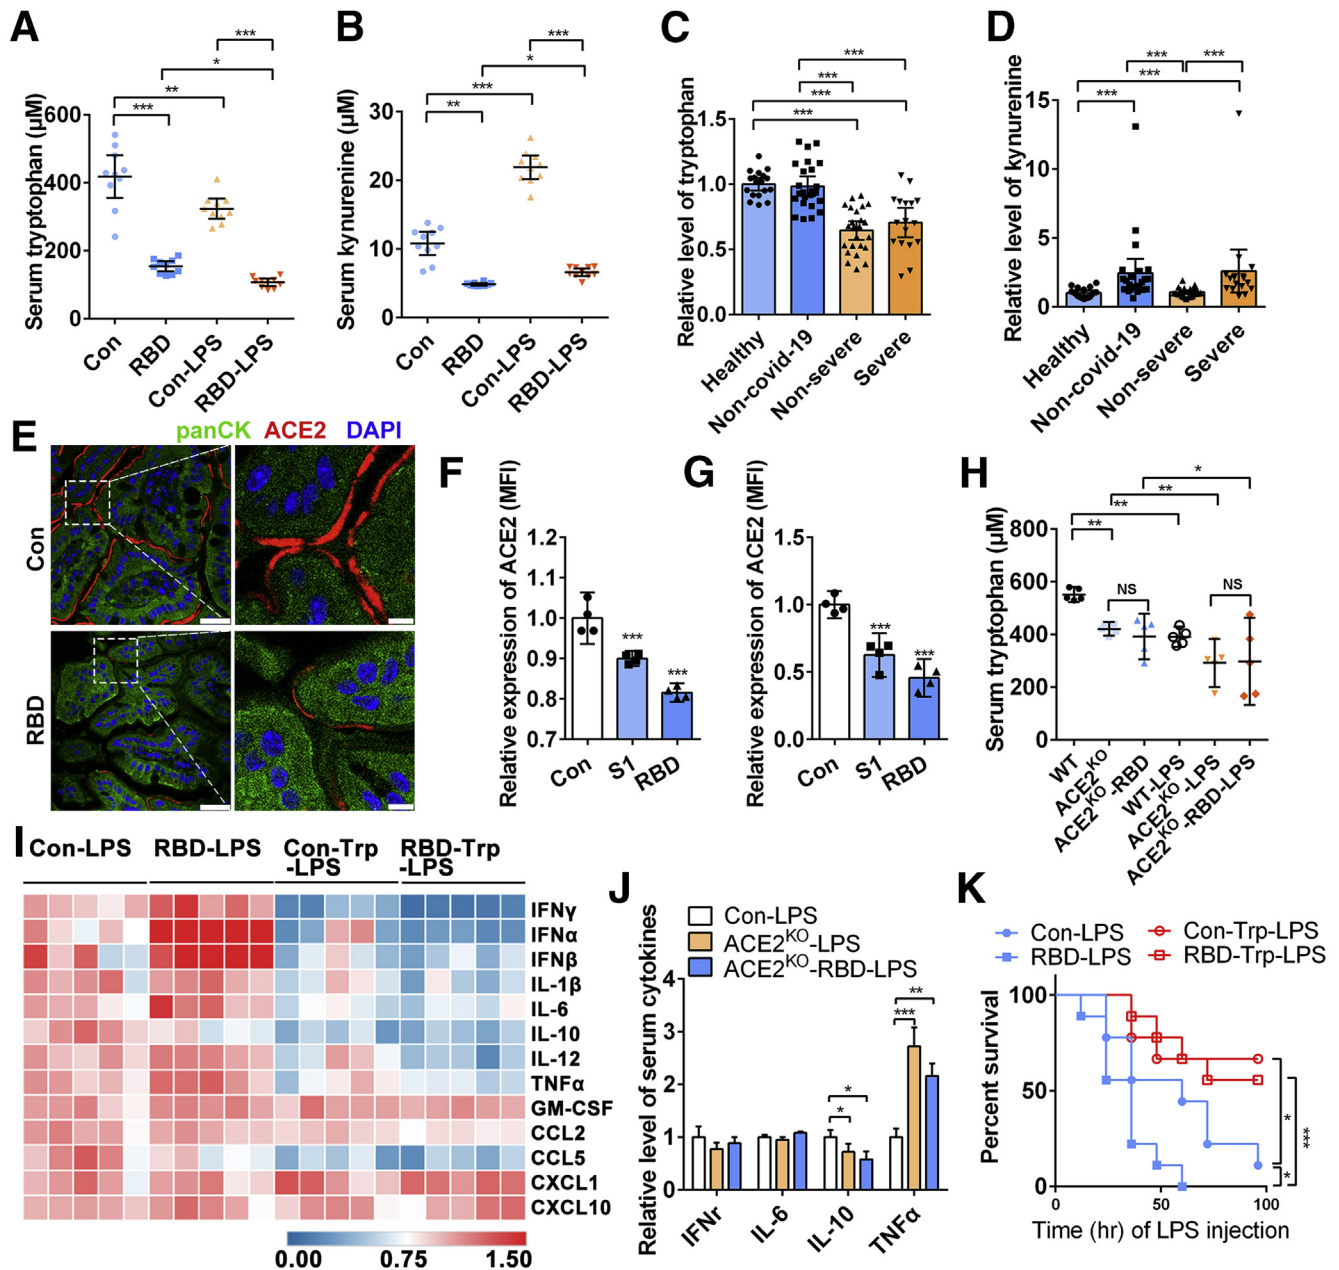 A
Serum tryptophan (μM)
600
400
200
0
***
*
**
***
Con
RBD
Con-LPS
RBD-LPS
B
Serum kynurenine (μM)
30
20
10
0
***
*
***
**
Con
RBD
Con-LPS
RBD-LPS
C
Relative level of tryptophan
1.5
1.0
0.5
0.0
***
***
***
***
Healthy
Non-covid-19
Non-severe
Severe
D
Relative level of kynurenine
15
10
5
0
*** ***
***
***
Healthy
Non-covid-19
Non-severe
Severe
E
panCK ACE2 DAPI
Con
RBD
F
Relative expression of ACE2 (MFI)
1.2
1.1
1.0
0.9
0.8
0.7
***
***
Con
S1
RBD
G
Relative expression of ACE2 (MFI)
1.5
1.0
0.5
0.0
***
***
Con
S1
RBD
H
Serum tryptophan (μM)
800
600
400
200
0
*
**
**
**
NS
NS
WT
ACE2KO
ACE2KO-RBD
WT-LPS
ACE2KO-LPS
ACE2KO-RBD-LPS
I
Con-LPS RBD-LPS Con-Trp RBD-Trp
-LPS -LPS
IFNγ
IFNα
IFNβ
IL-1β
IL-6
IL-10
IL-12
TNFα
GM-CSF
CCL2
CCL5
CXCL1
CXCL10
0.00 0.75 1.50
J
Con-LPS
ACE2KO-LPS
ACE2KO-RBD-LPS
Relative level of serum cytokines
4
3
2
1
0
*
*
**
***
IFNr
IL-6
IL-10
TNFα
K
Con-LPS Con-Trp-LPS
RBD-LPS RBD-Trp-LPS
Percent survival
100
50
0
*
***
*
0 50 100
Time (hr) of LPS injection